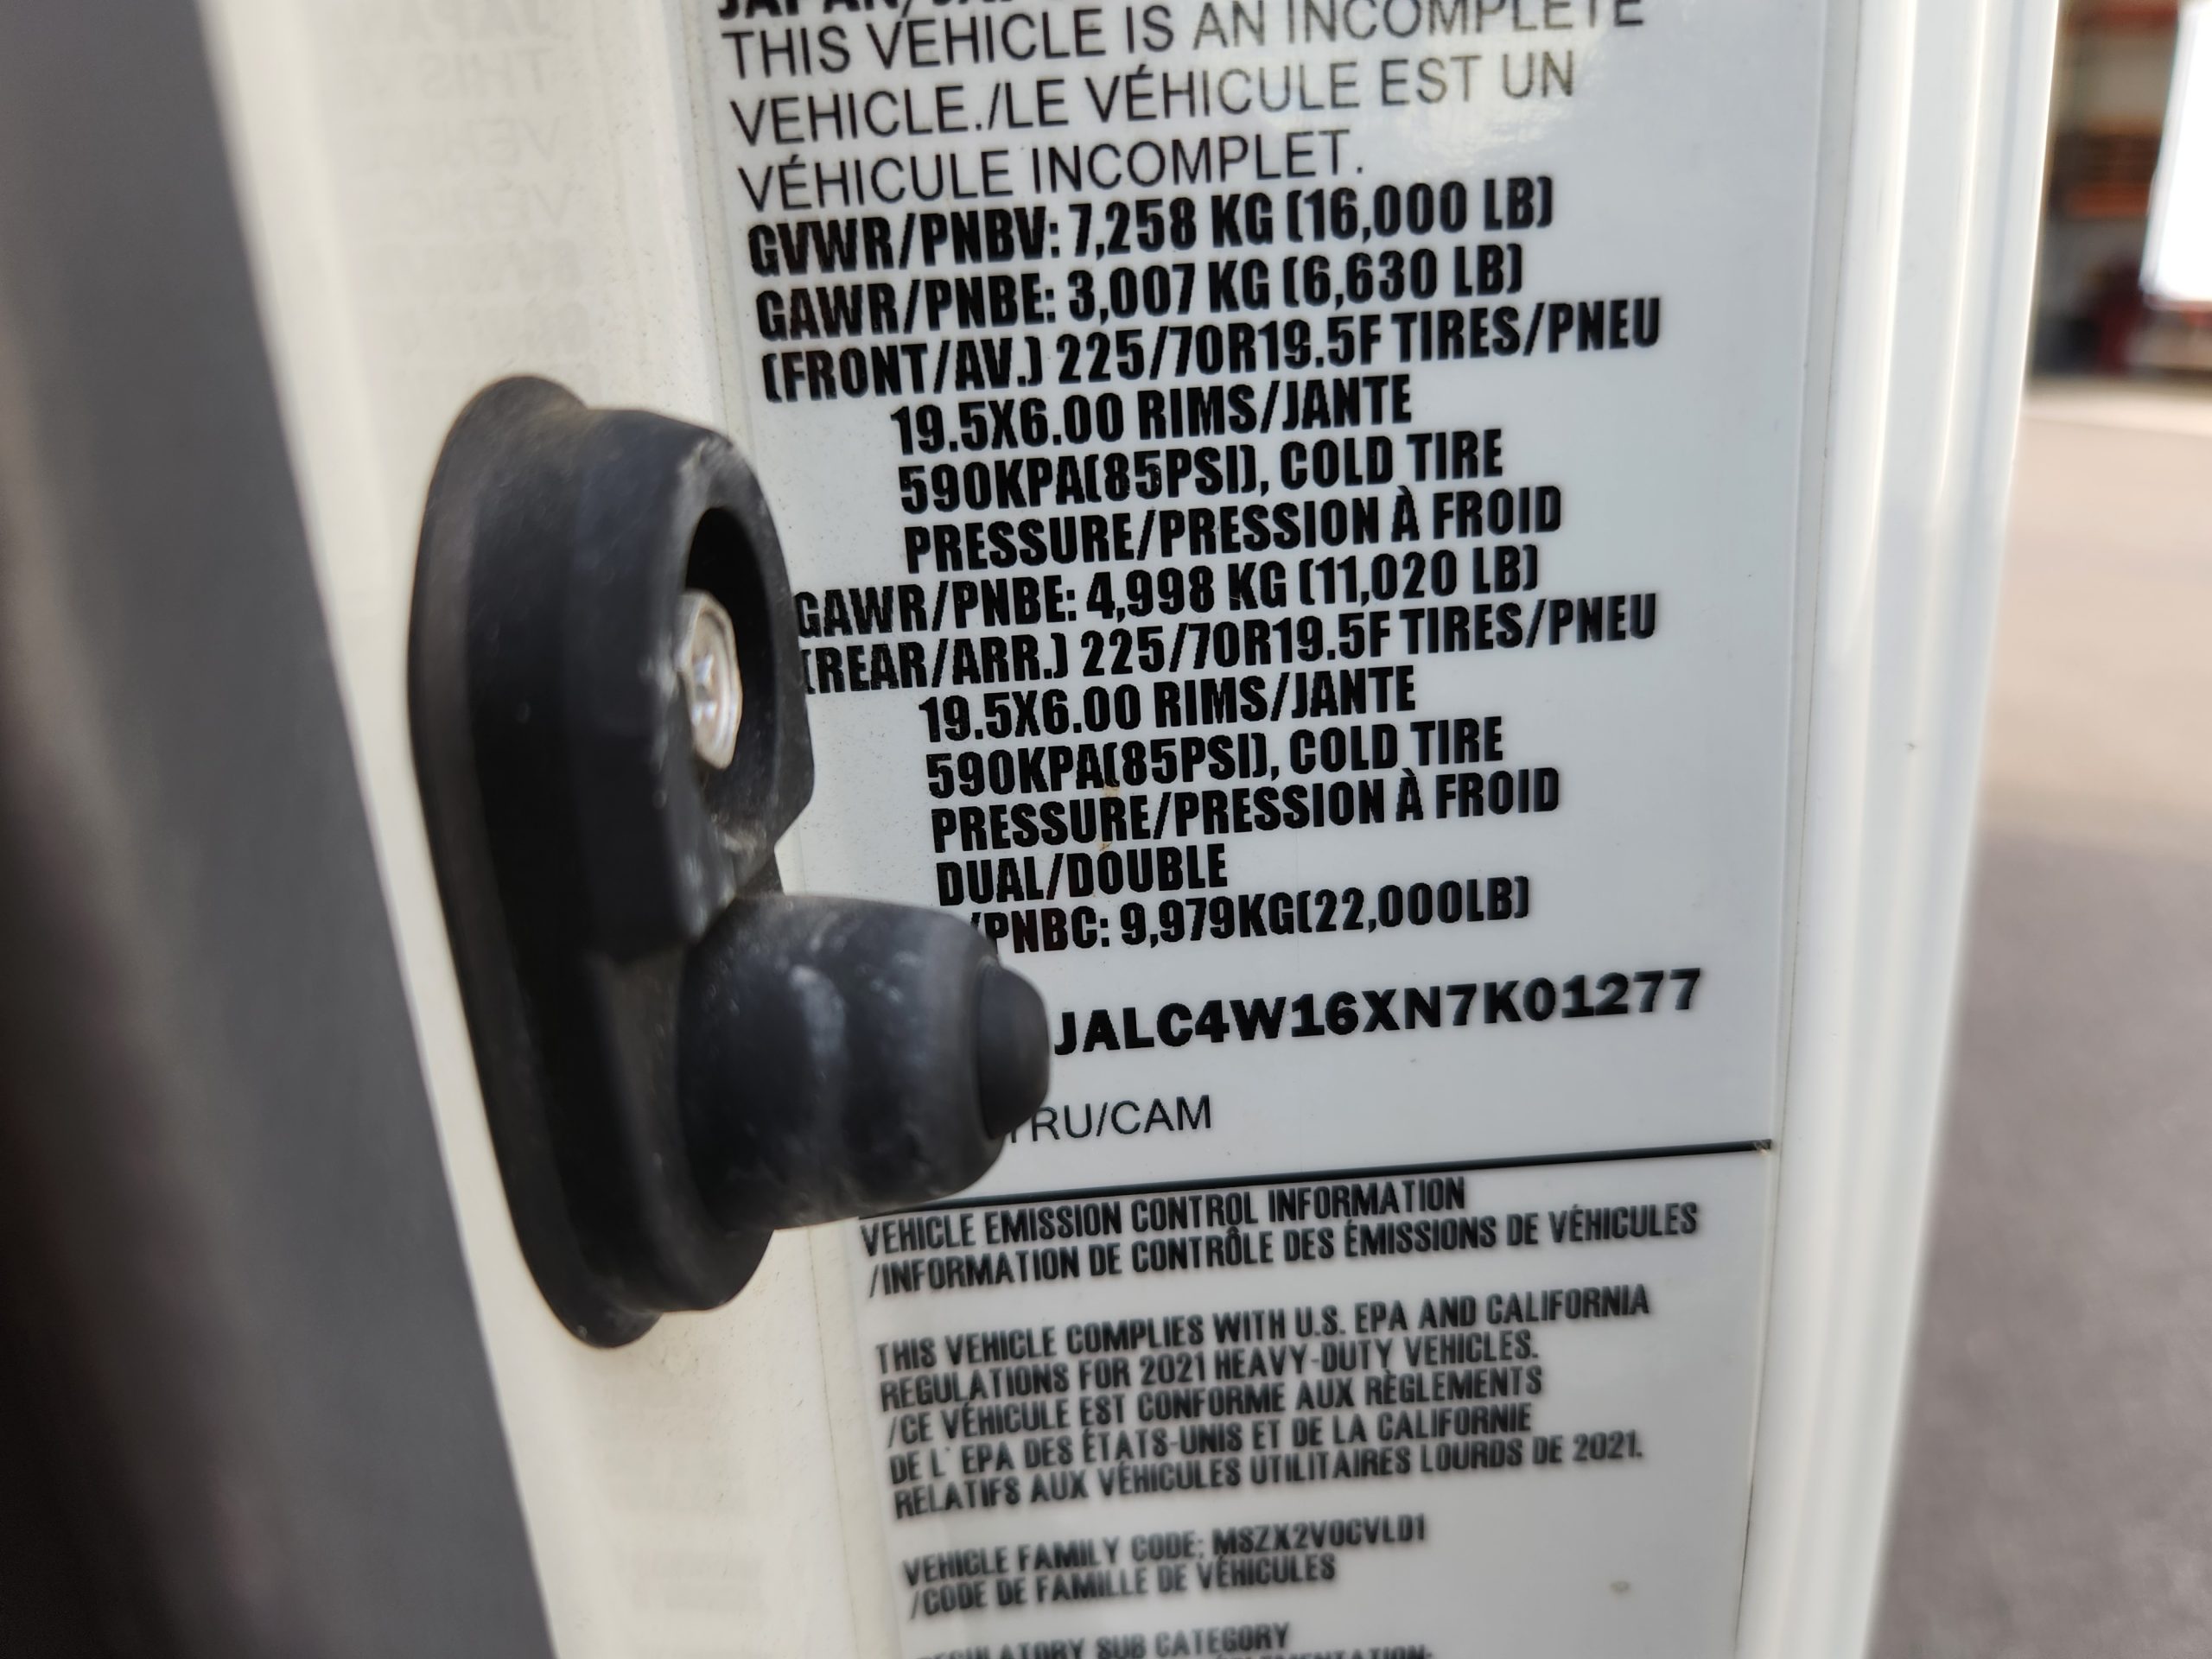 JAPAN/
THIS VEHICLE IS AN INCOMPLETE
VEHICLE./LE VÉHICULE EST UN
VÉHICULE INCOMPLET.
GVWR/PNBV: 7,258 KG (16,000 LB)
GAWR/PNBE: 3,007 KG (6,630 LB)
(FRONT/AV.) 225/70R19.5F TIRES/PNEU
19.5X6.00 RIMS/JANTE
590KPA(85PSI), COLD TIRE
PRESSURE/PRESSION À FROID
GAWR/PNBE: 4,998 KG (11,020 LB)
(REAR/ARR.) 225/70R19.5F TIRES/PNEU
19.5X6.00 RIMS/JANTE
590KPA(85PSI), COLD TIRE
PRESSURE/PRESSION À FROID
DUAL/DOUBLE
/PNBC: 9,979KG(22,000LB)
JALC4W16XN7K01277
TRU/CAM
VEHICLE EMISSION CONTROL INFORMATION
/INFORMATION DE CONTRÔLE DES ÉMISSIONS DE VÉHICULES
THIS VEHICLE COMPLIES WITH U.S. EPA AND CALIFORNIA
REGULATIONS FOR 2021 HEAVY-DUTY VEHICLES.
/CE VÉHICULE EST CONFORME AUX RÈGLEMENTS
DE L' EPA DES ÉTATS-UNIS ET DE LA CALIFORNIE
RELATIFS AUX VÉHICULES UTILITAIRES LOURDS DE 2021.
VEHICLE FAMILY CODE: MSZX2VOCVLD1
/CODE DE FAMILLE DE VÉHICULES
REGULATORY SUB CATEGORY